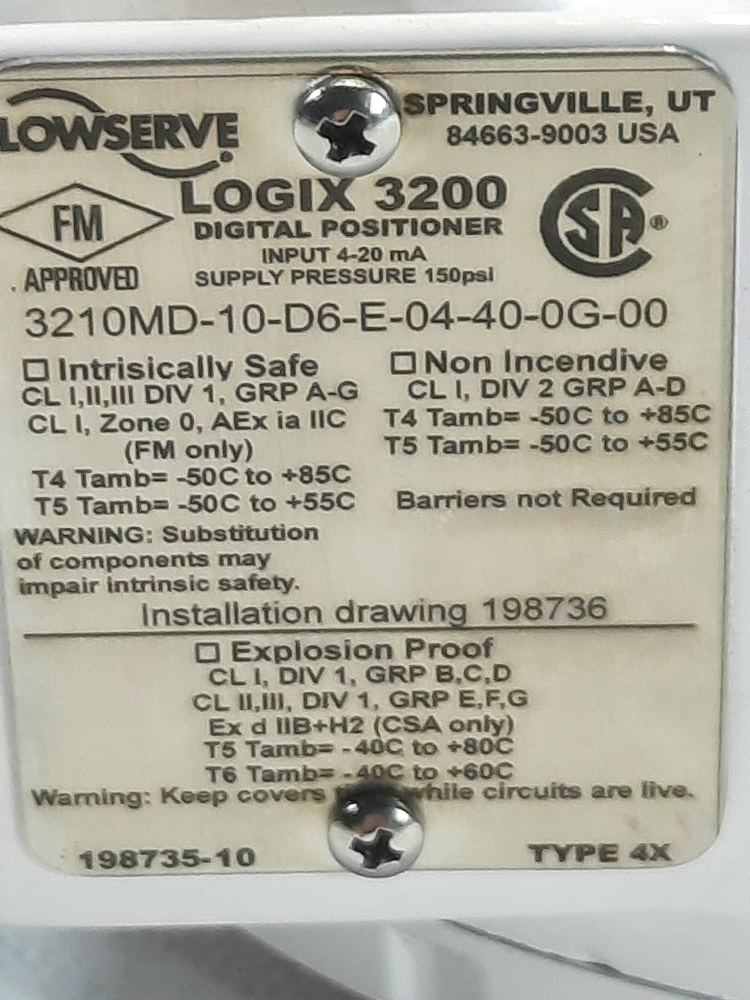 LOWSERVE
SPRINGVILLE, UT
84663-9003 USA
FM
APPROVED
LOGIX 3200
DIGITAL POSITIONER
INPUT 4-20 mA
SUPPLY PRESSURE 150psi
SA®
3210MD-10-D6-E-04-40-0G-00
☐ Intrisically Safe
CL I,II,III DIV 1, GRP A-G
CL I, Zone 0, AEx ia IIC
(FM only)
T4 Tamb= -50C to +85C
T5 Tamb= -50C to +55C
WARNING: Substitution
of components may
impair intrinsic safety.
☐ Non Incendive
CL I, DIV 2 GRP A-D
T4 Tamb= -50C to +85C
T5 Tamb= -50C to +55C
Barriers not Required
Installation drawing 198736
☐ Explosion Proof
CL I, DIV 1, GRP B,C,D
CL II,III, DIV 1, GRP E,F,G
Ex d IIB+H2 (CSA only)
T5 Tamb= -40C to +80C
T6 Tamb= -40C to +60C
Warning: Keep covers while circuits are live.
198735-10
TYPE 4X